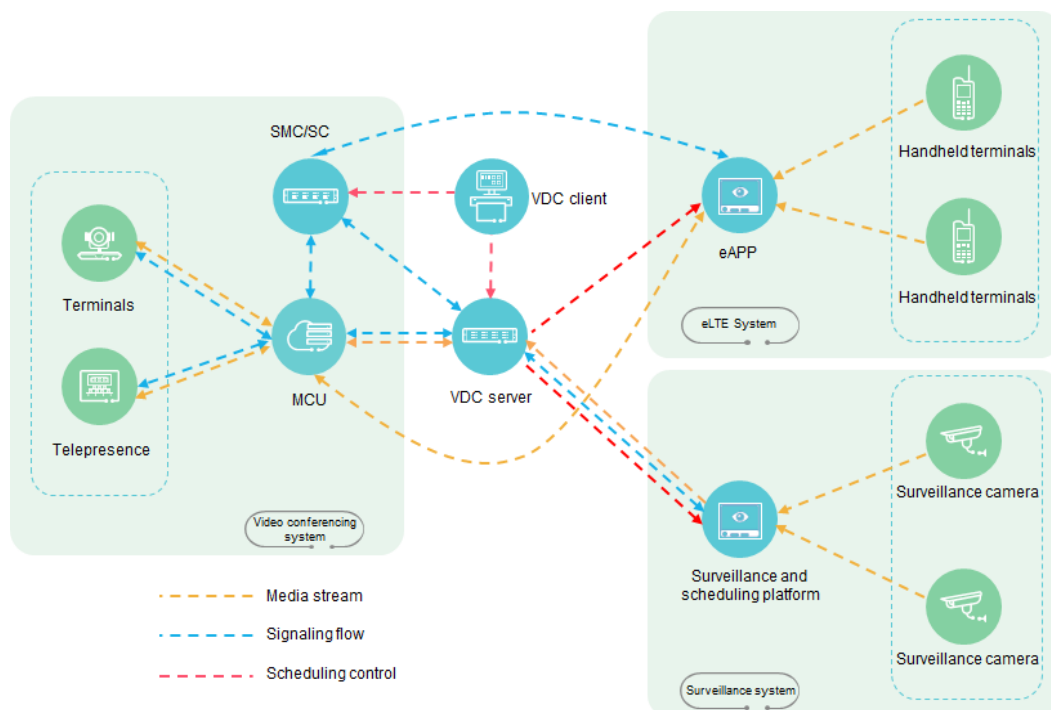 SMC/SC
VDC client
Terminals
Telepresence
MCU
VDC server
Video conferencing
system
eAPP
Handheld terminals
Handheld terminals
eLTE System
Surveillance and
scheduling platform
Surveillance camera
Surveillance camera
Surveillance system
Media stream
Signaling flow
Scheduling control